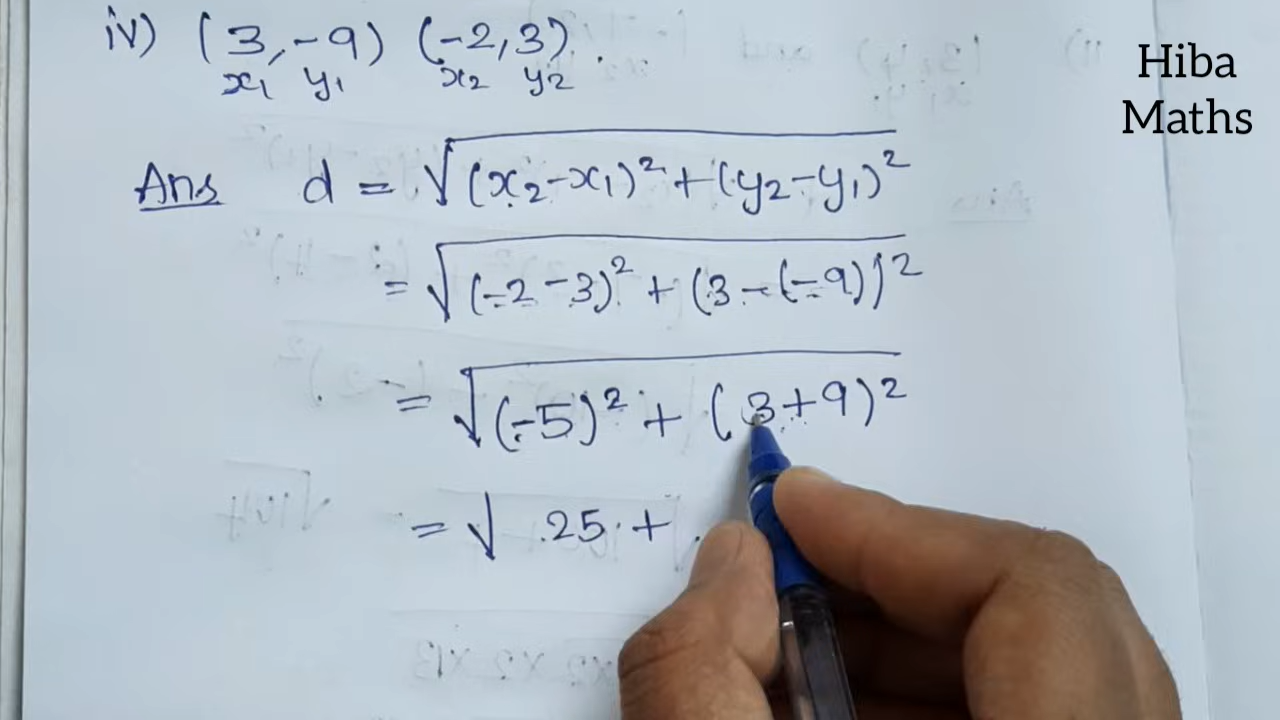 iv) (3, -9) (-2, 3).
x₁ y₁ x₂ y₂
Hiba
Maths
Ans d = √(x₂-x₁)² + (y₂-y₁)²
= √(-2-3)² + (3-(-9))²
= √(-5)² + (3+9)²
= √ 25 +